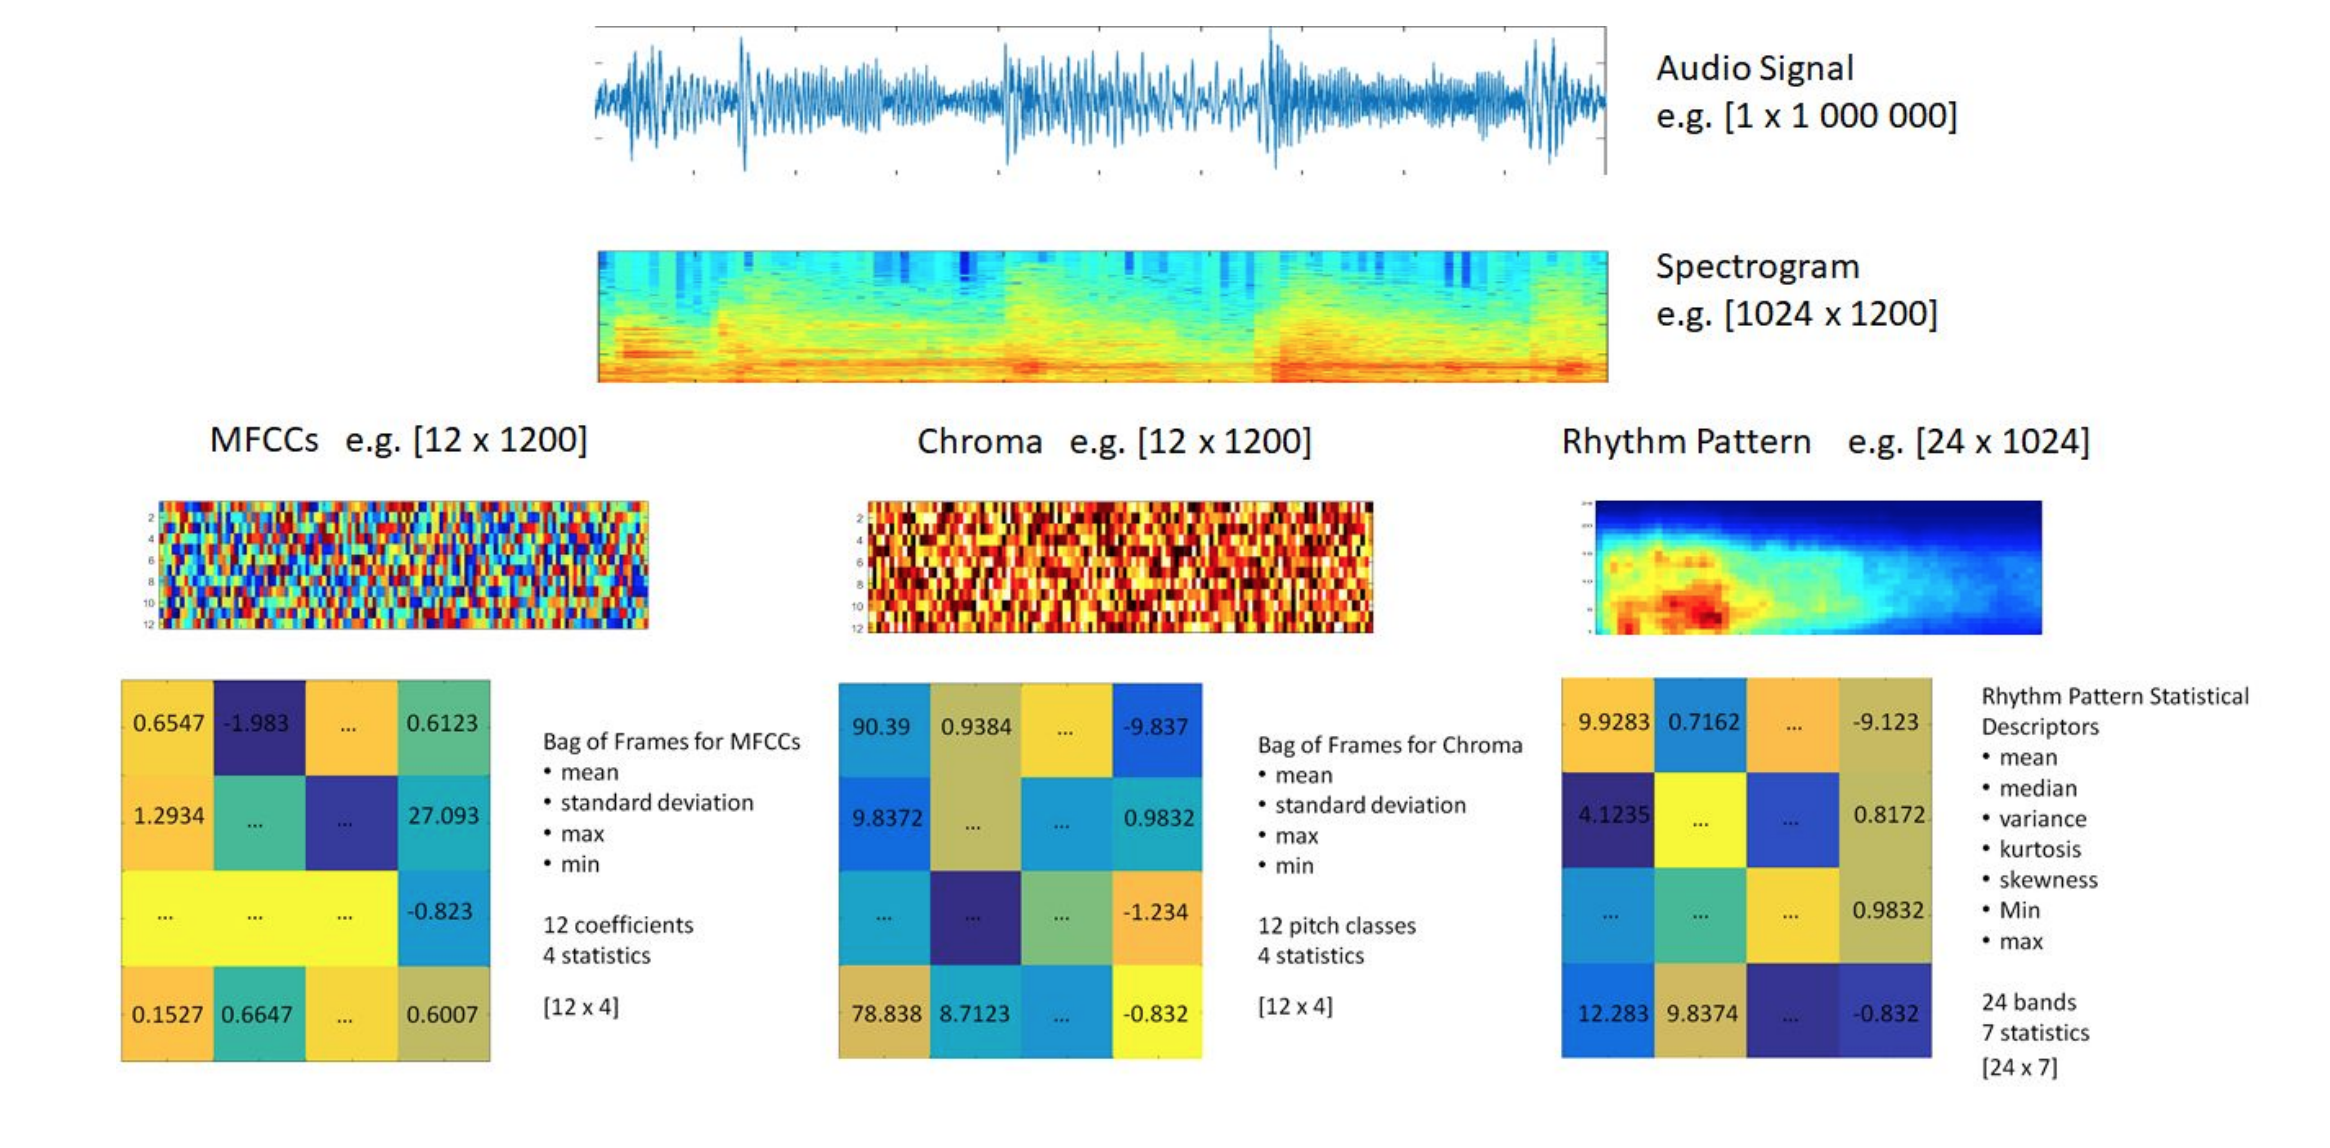 Audio Signal
e.g. [1 x 1 000 000]
Spectrogram
e.g. [1024 x 1200]
MFCCs e.g. [12 x 1200]
2
4
6
8
10
12
0.6547 -1.983 ... 0.6123
1.2934 ... ... 27.093
... ... ... -0.823
0.1527 0.6647 ... 0.6007
Bag of Frames for MFCCs
• mean
• standard deviation
• max
• min
12 coefficients
4 statistics
[12 x 4]
Chroma e.g. [12 x 1200]
2
4
6
8
10
12
90.39 0.9384 ... -9.837
9.8372 ... ... 0.9832
... ... ... -1.234
78.838 8.7123 ... -0.832
Bag of Frames for Chroma
• mean
• standard deviation
• max
• min
12 pitch classes
4 statistics
[12 x 4]
Rhythm Pattern e.g. [24 x 1024]
9.9283 0.7162 ... -9.123
4.1235 ... ... 0.8172
... ... ... 0.9832
12.283 9.8374 ... -0.832
Rhythm Pattern Statistical
Descriptors
• mean
• median
• variance
• kurtosis
• skewness
• Min
• max
24 bands
7 statistics
[24 x 7]